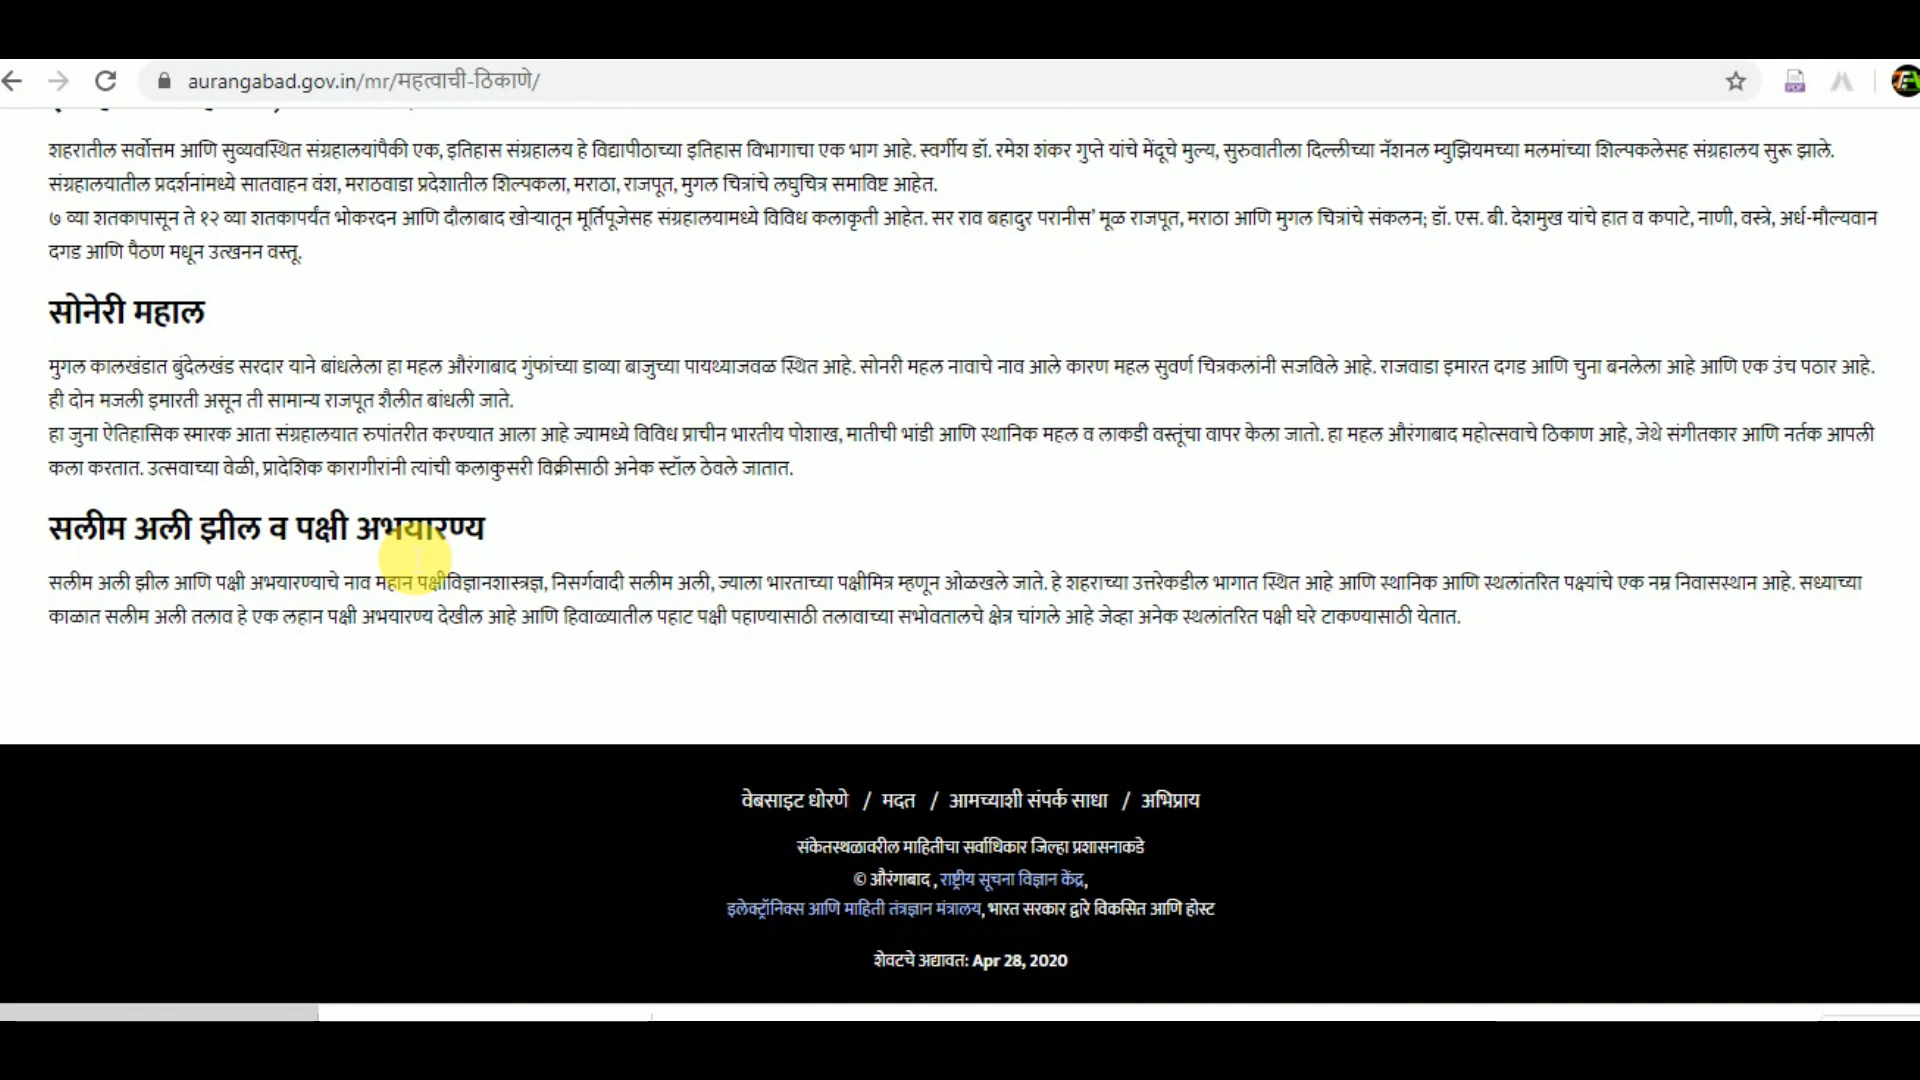 aurangabad.gov.in/mr/महत्वाची-ठिकाणे/
शहरातील सर्वोत्तम आणि सुव्यवस्थित संग्रहालयांपैकी एक, इतिहास संग्रहालय हे विद्यापीठाच्या इतिहास विभागाचा एक भाग आहे. स्वर्गीय डॉ. रमेश शंकर गुप्ते यांचे मेंदूचे मुल्य, सुरुवातीला दिल्लीच्या नॅशनल म्युझियमच्या मलमांच्या शिल्पकलेसह संग्रहालय सुरू झाले.
संग्रहालयातील प्रदर्शनांमध्ये सातवाहन वंश, मराठवाडा प्रदेशातील शिल्पकला, मराठा, राजपूत, मुगल चित्रांचे लघुचित्र समाविष्ट आहेत.
७ व्या शतकापासून ते १२ व्या शतकापर्यंत भोकरदन आणि दौलाबाद खोऱ्यातून मूर्तिपूजेसह संग्रहालयामध्ये विविध कलाकृती आहेत. सर राव बहादुर परानीस’ मूळ राजपूत, मराठा आणि मुगल चित्रांचे संकलन; डॉ. एस. बी. देशमुख यांचे हात व कपाटे, नाणी, वस्त्रे, अर्ध-मौल्यवान
दगड आणि पैठण मधून उत्खनन वस्तू.
सोनेरी महाल
मुगल कालखंडात बुंदेलखंड सरदार याने बांधलेला हा महल औरंगाबाद गुंफांच्या डाव्या बाजुच्या पायथ्याजवळ स्थित आहे. सोनरी महल नावाचे नाव आले कारण महल सुवर्ण चित्रकलांनी सजविले आहे. राजवाडा इमारत दगड आणि चुना बनलेला आहे आणि एक उंच पठार आहे.
ही दोन मजली इमारती असून ती सामान्य राजपूत शैलीत बांधली जाते.
हा जुना ऐतिहासिक स्मारक आता संग्रहालयात रुपांतरीत करण्यात आला आहे ज्यामध्ये विविध प्राचीन भारतीय पोशाख, मातीची भांडी आणि स्थानिक महल व लाकडी वस्तूंचा वापर केला जातो. हा महल औरंगाबाद महोत्सवाचे ठिकाण आहे, जेथे संगीतकार आणि नर्तक आपली
कला करतात. उत्सवाच्या वेळी, प्रादेशिक कारागीरांनी त्यांची कलाकुसरी विक्रीसाठी अनेक स्टॉल ठेवले जातात.
सलीम अली झील व पक्षी अभयारण्य
सलीम अली झील आणि पक्षी अभयारण्याचे नाव महान पक्षीविज्ञानशास्त्रज्ञ, निसर्गवादी सलीम अली, ज्याला भारताच्या पक्षीमित्र म्हणून ओळखले जाते. हे शहराच्या उत्तरेकडील भागात स्थित आहे आणि स्थानिक आणि स्थलांतरित पक्ष्यांचे एक नम्र निवासस्थान आहे. सध्याच्या
काळात सलीम अली तलाव हे एक लहान पक्षी अभयारण्य देखील आहे आणि हिवाळ्यातील पहाट पक्षी पहाण्यासाठी तलावाच्या सभोवतालचे क्षेत्र चांगले आहे जेव्हा अनेक स्थलांतरित पक्षी घरे टाकण्यासाठी येतात.
वेबसाइट धोरणे / मदत / आमच्याशी संपर्क साधा / अभिप्राय
संकेतस्थळावरील माहितीचा सर्वाधिकार जिल्हा प्रशासनाकडे
© औरंगाबाद , राष्ट्रीय सूचना विज्ञान केंद्र,
इलेक्ट्रॉनिक्स आणि माहिती तंत्रज्ञान मंत्रालय, भारत सरकार द्वारे विकसित आणि होस्ट
शेवटचे अद्यावत: Apr 28, 2020